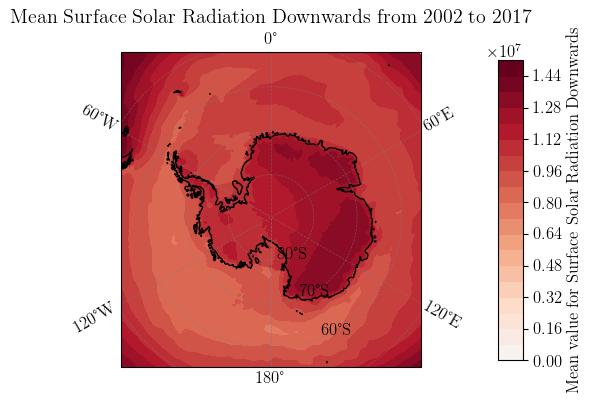 Mean Surface Solar Radiation Downwards from 2002 to 2017
0°
×10⁷
60°W
60°E
1.44
1.28
1.12
0.96
0.80
0.64
0.48
0.32
0.16
0.00
Mean value for Surface Solar Radiation Downwards
80°S
70°S
60°S
120°W
120°E
180°